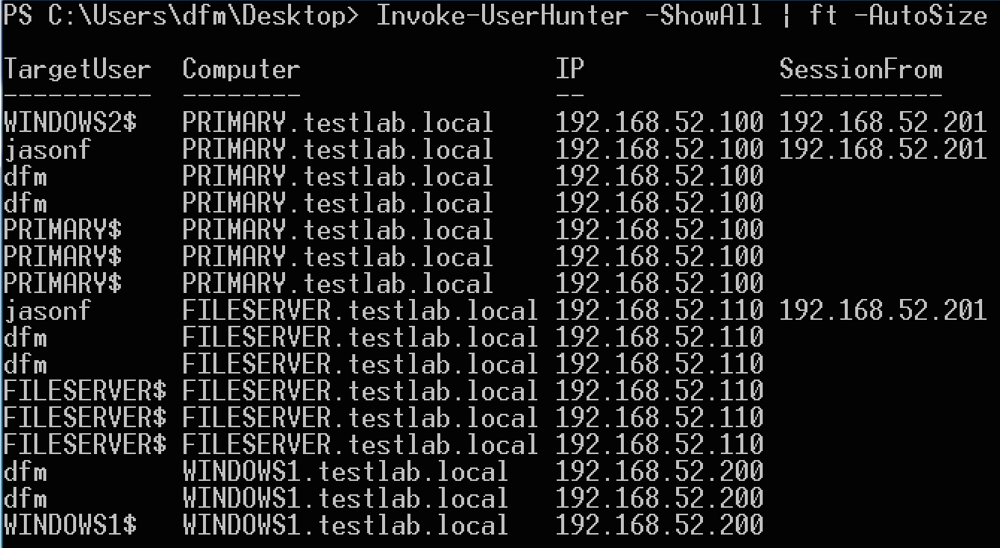 PS C:\Users\dfm\Desktop> Invoke-UserHunter -ShowAll | ft -AutoSize
TargetUser Computer IP SessionFrom
---------- -------- -- -----------
WINDOWS2$ PRIMARY.testlab.local 192.168.52.100 192.168.52.201
jasonf PRIMARY.testlab.local 192.168.52.100 192.168.52.201
dfm PRIMARY.testlab.local 192.168.52.100
dfm PRIMARY.testlab.local 192.168.52.100
PRIMARY$ PRIMARY.testlab.local 192.168.52.100
PRIMARY$ PRIMARY.testlab.local 192.168.52.100
PRIMARY$ PRIMARY.testlab.local 192.168.52.100
jasonf FILESERVER.testlab.local 192.168.52.110 192.168.52.201
dfm FILESERVER.testlab.local 192.168.52.110
dfm FILESERVER.testlab.local 192.168.52.110
FILESERVER$ FILESERVER.testlab.local 192.168.52.110
FILESERVER$ FILESERVER.testlab.local 192.168.52.110
FILESERVER$ FILESERVER.testlab.local 192.168.52.110
dfm WINDOWS1.testlab.local 192.168.52.200
dfm WINDOWS1.testlab.local 192.168.52.200
WINDOWS1$ WINDOWS1.testlab.local 192.168.52.200